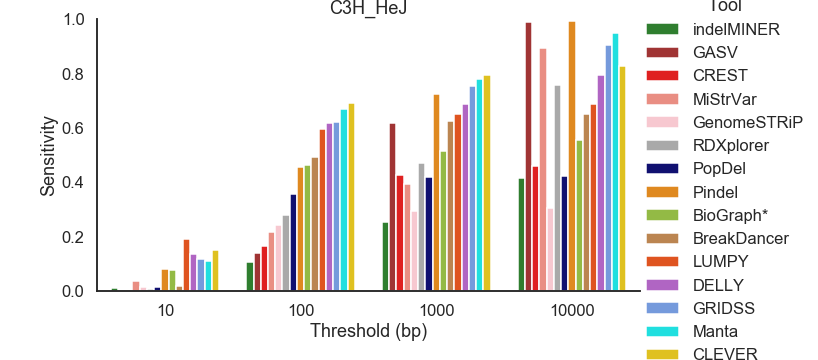 C3H_HeJ
Tool
1.0
0.8
0.6
0.4
0.2
0.0
Sensitivity
10
100
1000
10000
Threshold (bp)
indelMINER
GASV
CREST
MiStrVar
GenomeSTRiP
RDXplorer
PopDel
Pindel
BioGraph*
BreakDancer
LUMPY
DELLY
GRIDSS
Manta
CLEVER